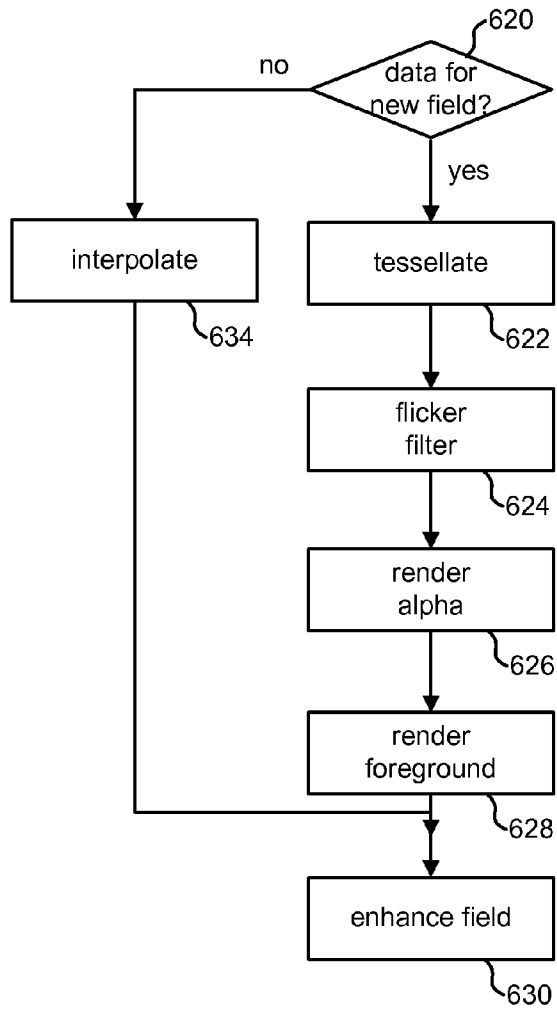 620
no
data for
new field?
yes
interpolate
tessellate
634
622
flicker
filter
624
render
alpha
626
render
foreground
628
enhance field
630